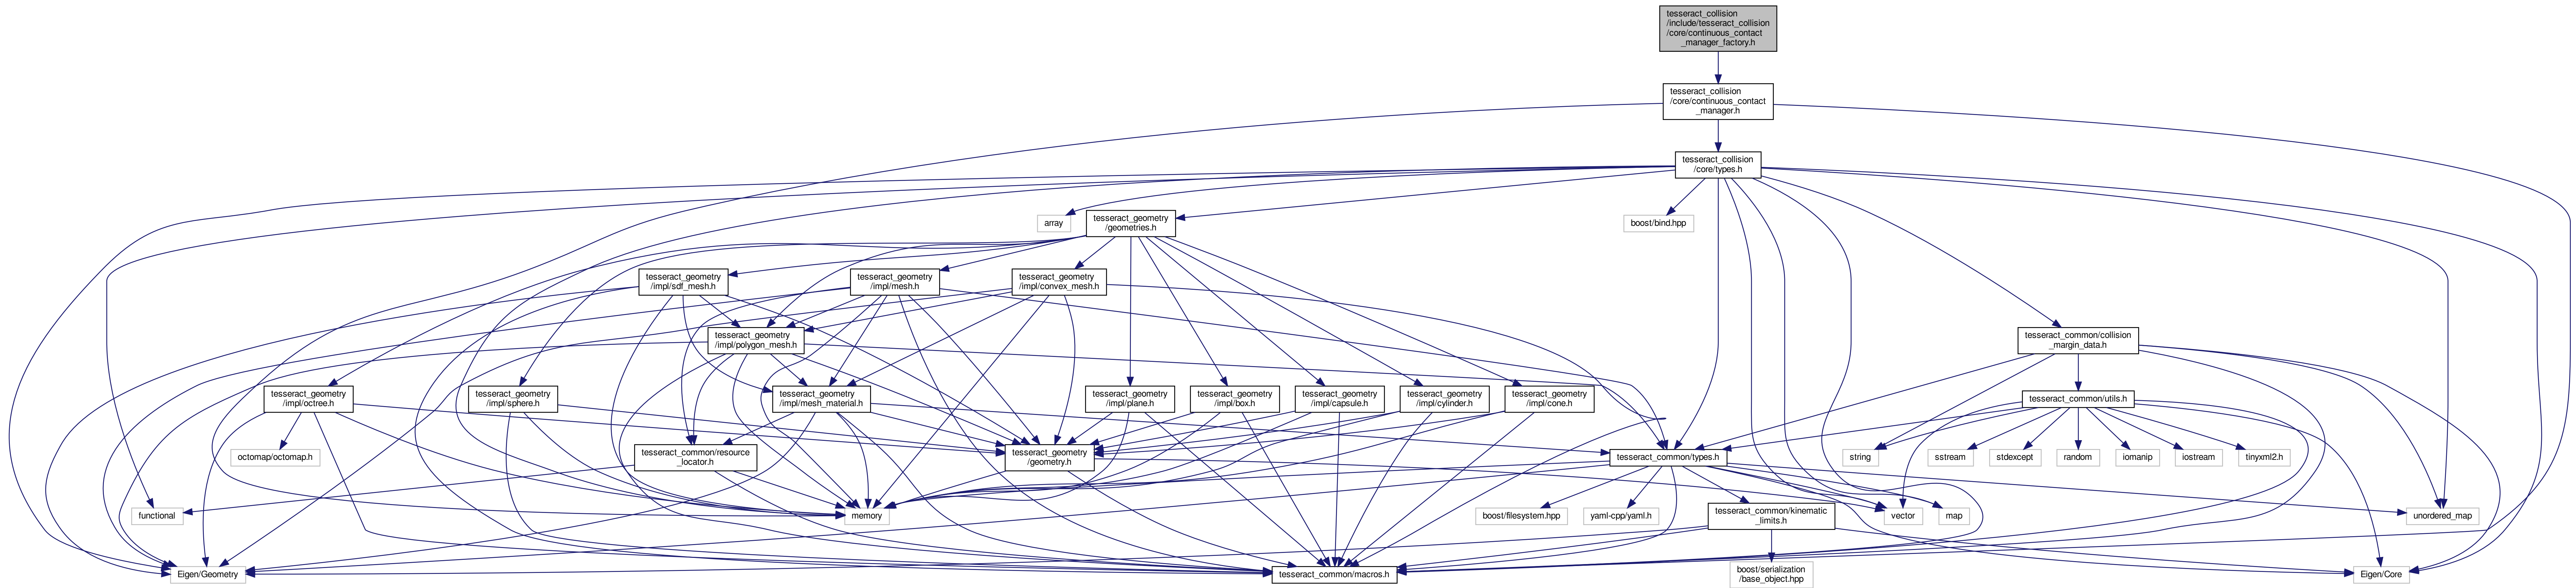 tesseract_collision
/include/tesseract_collision
/core/continuous_contact
_manager_factory.h
tesseract_collision
/core/continuous_contact
_manager.h
tesseract_collision
/core/types.h
array
tesseract_geometry
/geometries.h
boost/bind.hpp
tesseract_geometry
/impl/sdf_mesh.h
tesseract_geometry
/impl/mesh.h
tesseract_geometry
/impl/convex_mesh.h
tesseract_geometry
/impl/polygon_mesh.h
tesseract_common/collision
_margin_data.h
tesseract_geometry
/impl/octree.h
tesseract_geometry
/impl/sphere.h
tesseract_geometry
/impl/mesh_material.h
tesseract_geometry
/impl/plane.h
tesseract_geometry
/impl/box.h
tesseract_geometry
/impl/capsule.h
tesseract_geometry
/impl/cylinder.h
tesseract_geometry
/impl/cone.h
tesseract_common/utils.h
octomap/octomap.h
tesseract_common/resource
_locator.h
tesseract_geometry
/geometry.h
tesseract_common/types.h
string
sstream
stdexcept
random
iomanip
iostream
tinyxml2.h
functional
memory
boost/filesystem.hpp
yaml-cpp/yaml.h
tesseract_common/kinematic
_limits.h
vector
map
unordered_map
Eigen/Geometry
tesseract_common/macros.h
boost/serialization
/base_object.hpp
Eigen/Core